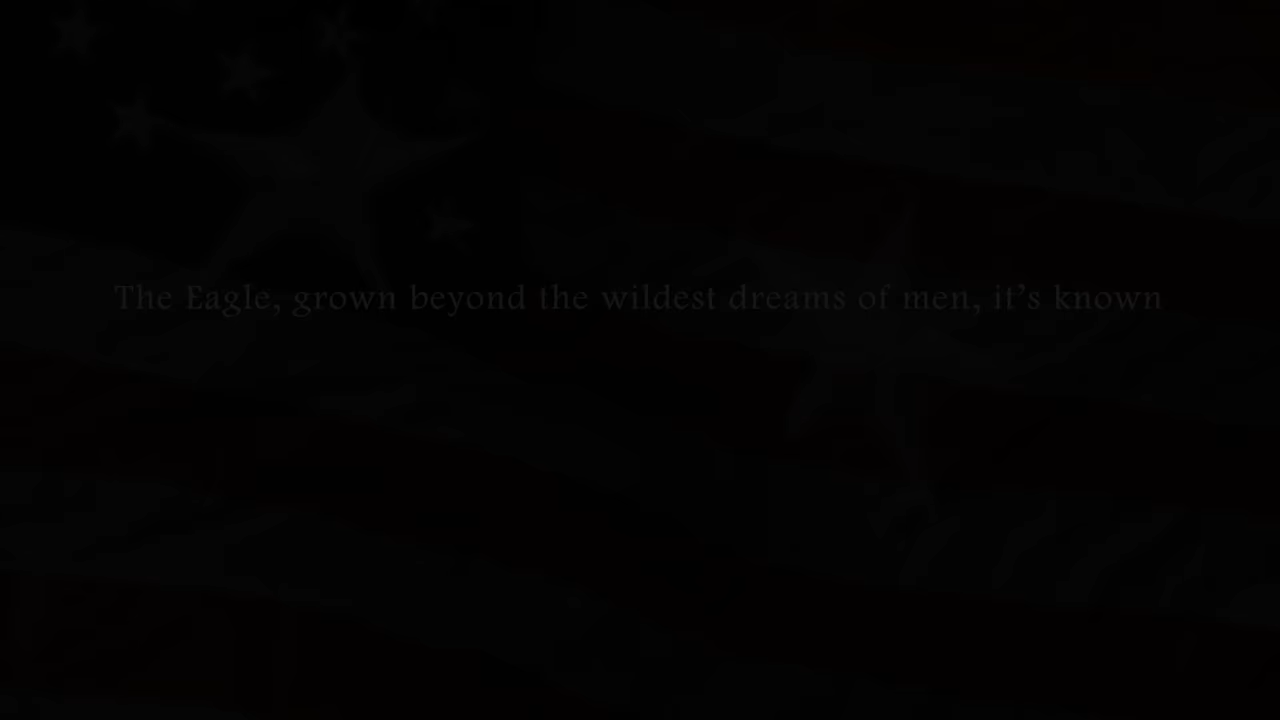 The Eagle, grown beyond the wildest dreams of men, it’s known